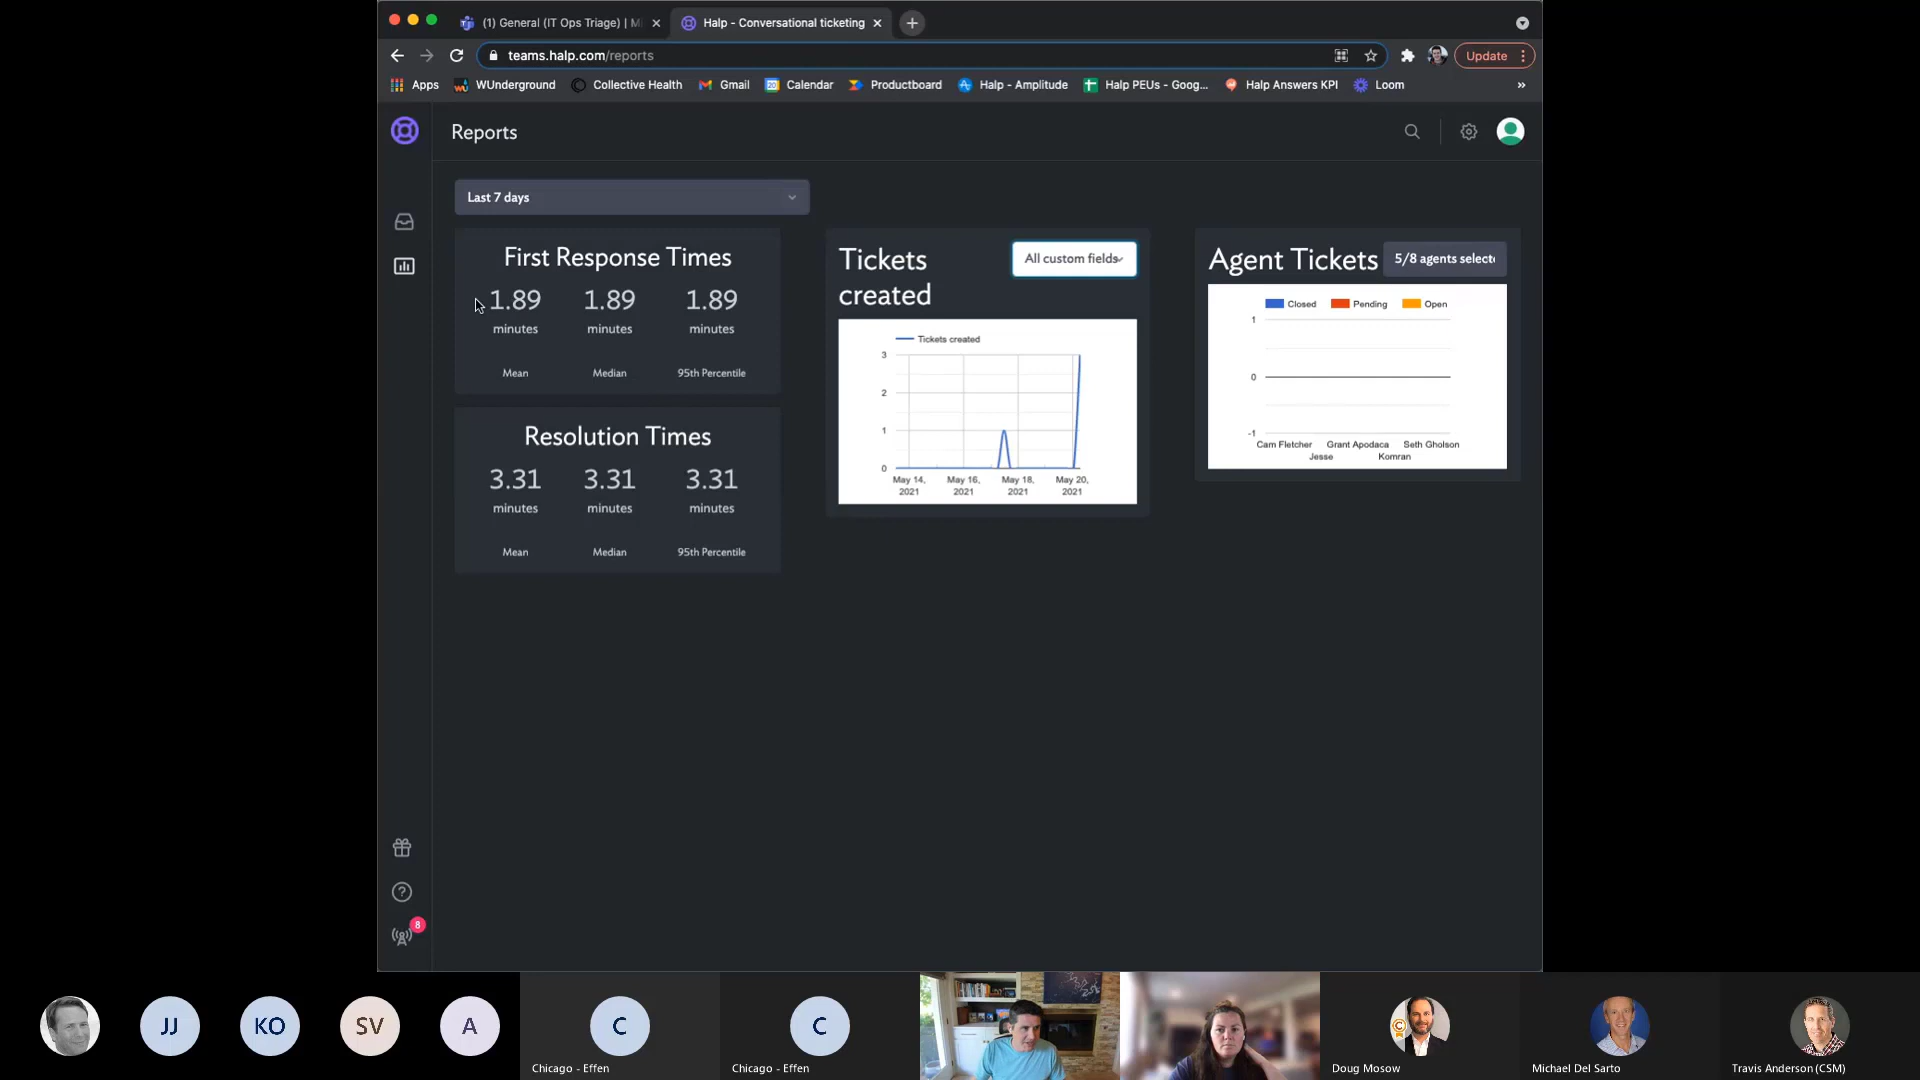 (1) General (IT Ops Triage) | Mi
Halp - Conversational ticketing
teams.halp.com/reports
Update
Apps
WUnderground
Collective Health
Gmail
Calendar
Productboard
Halp - Amplitude
Halp PEUs - Goog...
Halp Answers KPI
Loom
»
Reports
Last 7 days
First Response Times
1.89 1.89 1.89
minutes minutes minutes
Mean Median 95th Percentile
Resolution Times
3.31 3.31 3.31
minutes minutes minutes
Mean Median 95th Percentile
Tickets
created
All custom fields
Tickets created
3
2
1
0
May 14, May 16, May 18, May 20,
2021 2021 2021 2021
Agent Tickets
5/8 agents select
Closed Pending Open
1
0
-1
Cam Fletcher Grant Apodaca Seth Gholson
Jesse Komran
8
JJ
KO
SV
A
C
Chicago - Effen
C
Chicago - Effen
Doug Mosow
Michael Del Sarto
Travis Anderson (CSM)